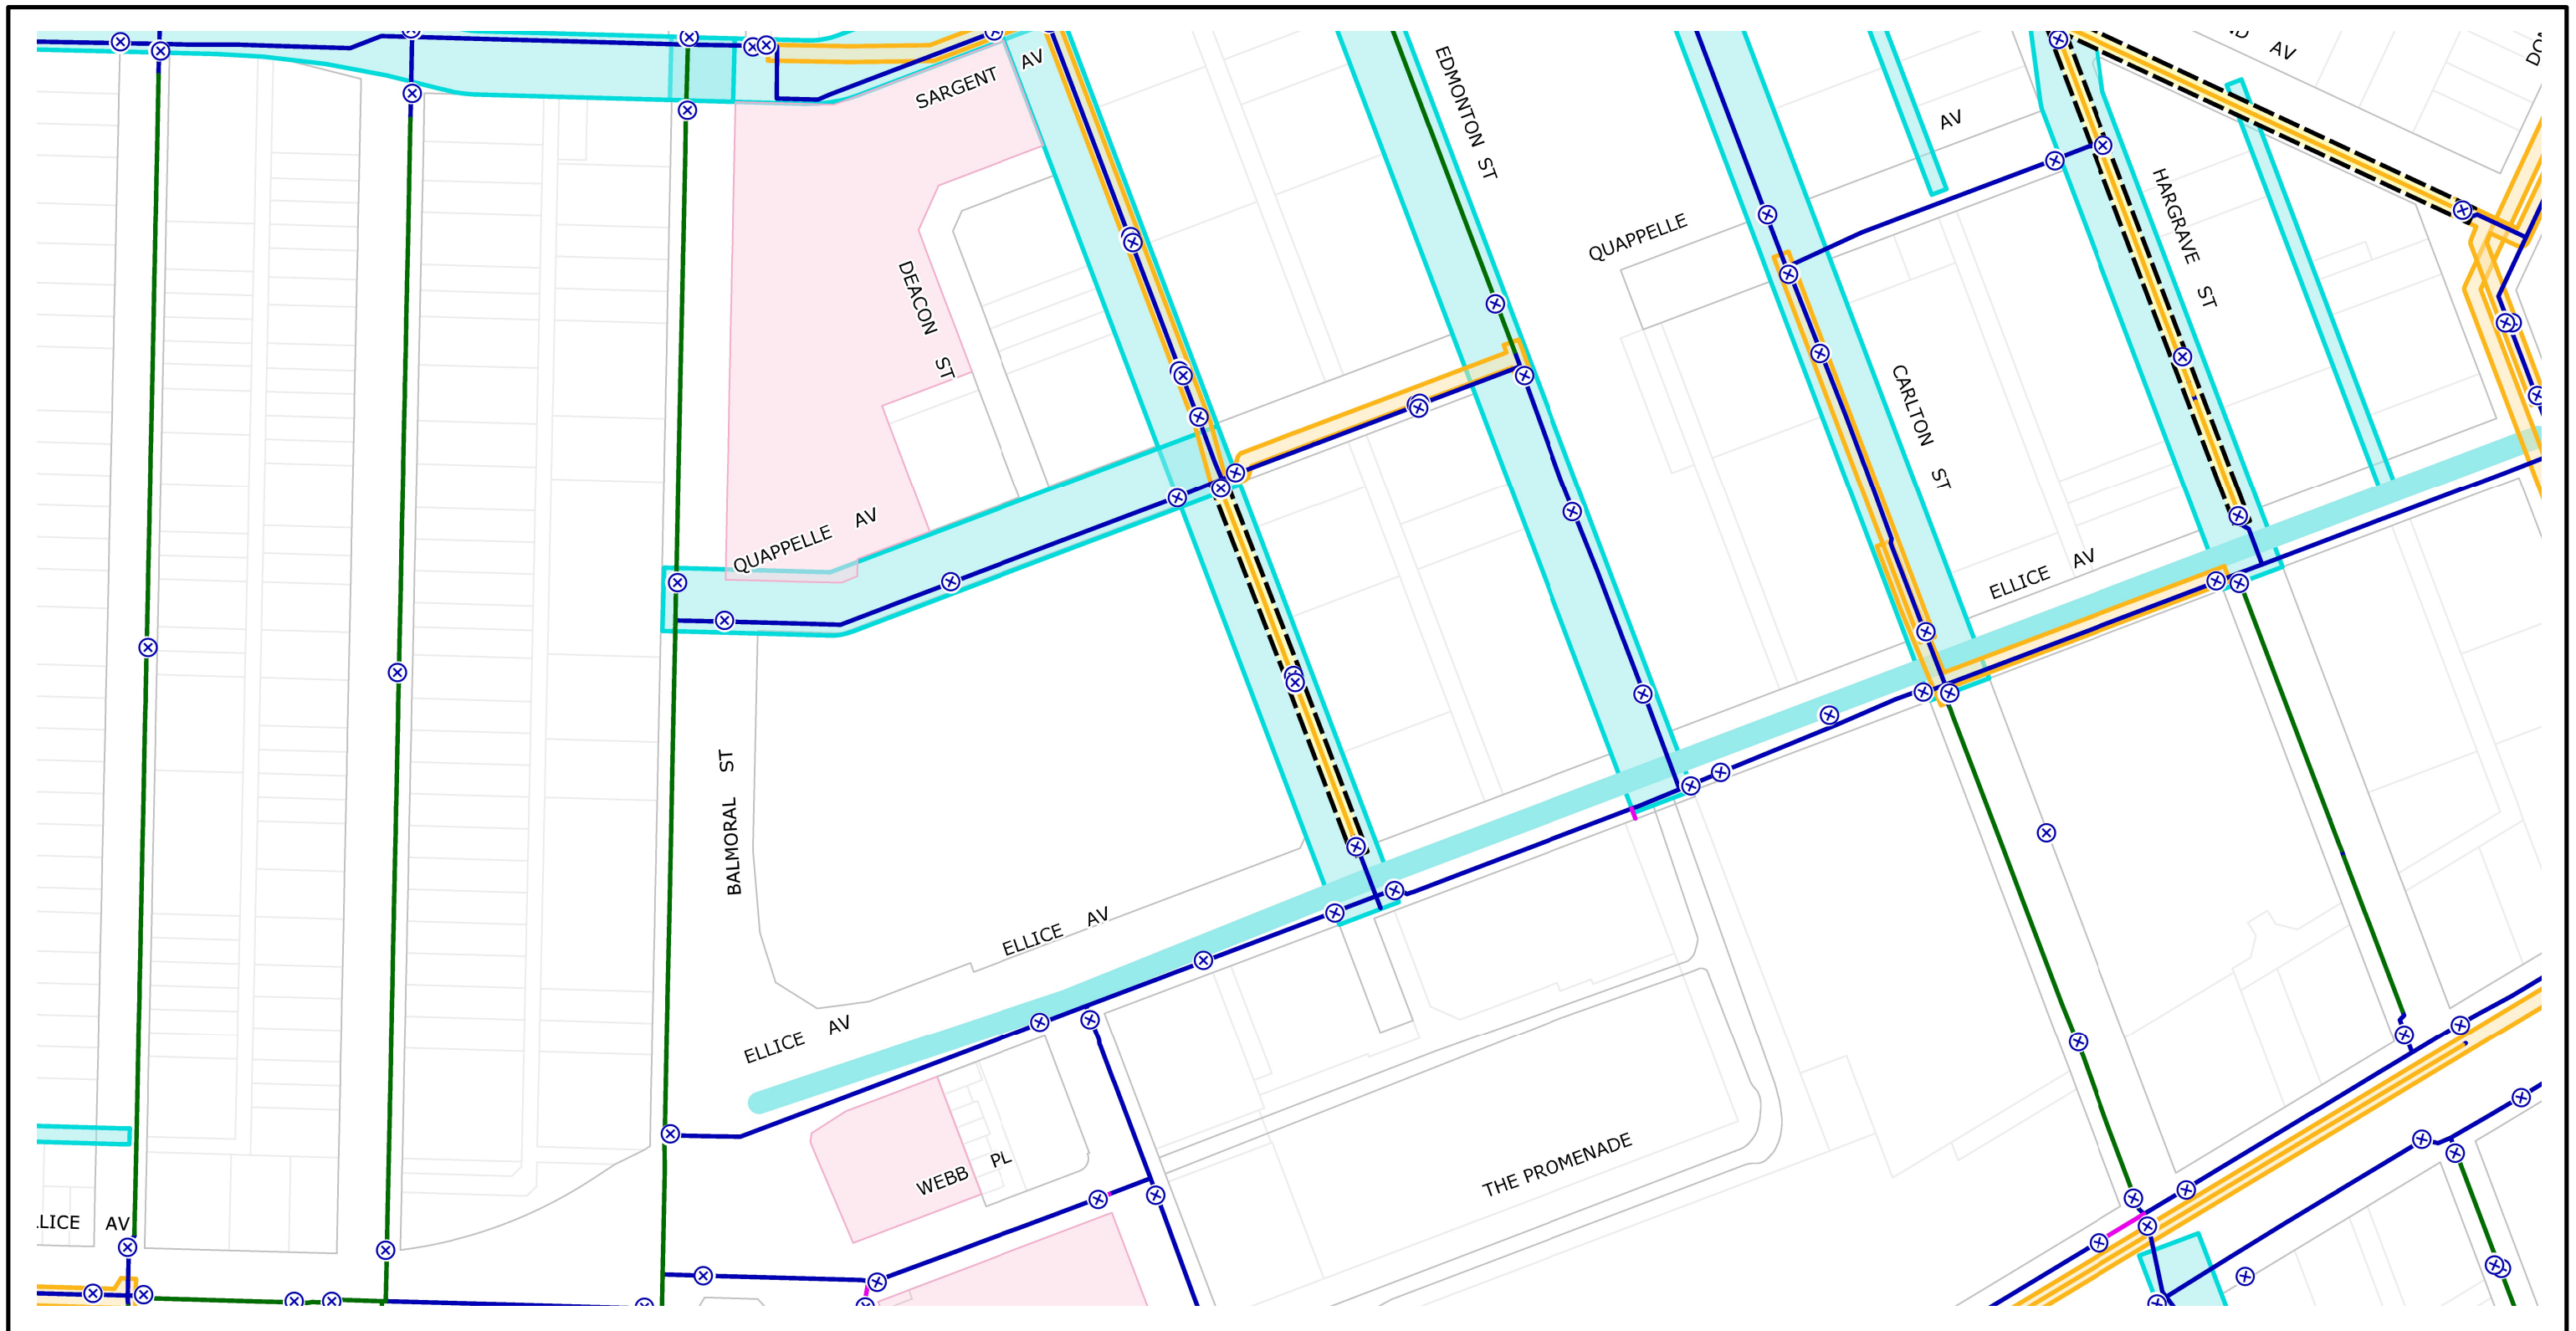 SARGENT AV
EDMONTON ST
AV
AV
HARGRAVE ST
QUAPPELLE
DEACON ST
CARLTON ST
QUAPPELLE AV
ELLICE AV
BALMORAL ST
ELLICE AV
ELLICE AV
WEBB PL
THE PROMENADE
AV